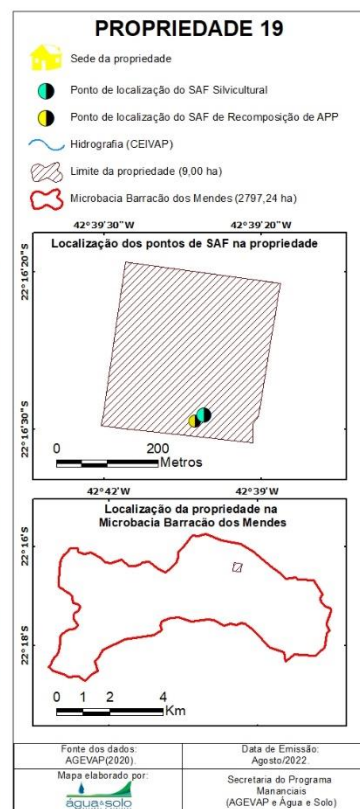 PROPRIEDADE 19
Sede da propriedade
Ponto de localização do SAF Silvicultural
Ponto de localização do SAF de Recomposição de APP
Hidrografia (CEIVAP)
Limite da propriedade (9,00 ha)
Microbacia Barracão dos Mendes (2797,24 ha)
42°39'30"W
42°39'20"W
Localização dos pontos de SAF na propriedade
22°16'20"S
22°16'30"S
0 200
Metros
42°42'W
42°39'W
Localização da propriedade na
Microbacia Barracão dos Mendes
22°16'S
22°18'S
0 1 2 4
Km
Fonte dos dados:
AGEVAP(2020).
Data de Emissão:
Agosto/2022.
Mapa elaborado por:
água&solo
Secretaria do Programa
Mananciais
(AGEVAP e Água e Solo)